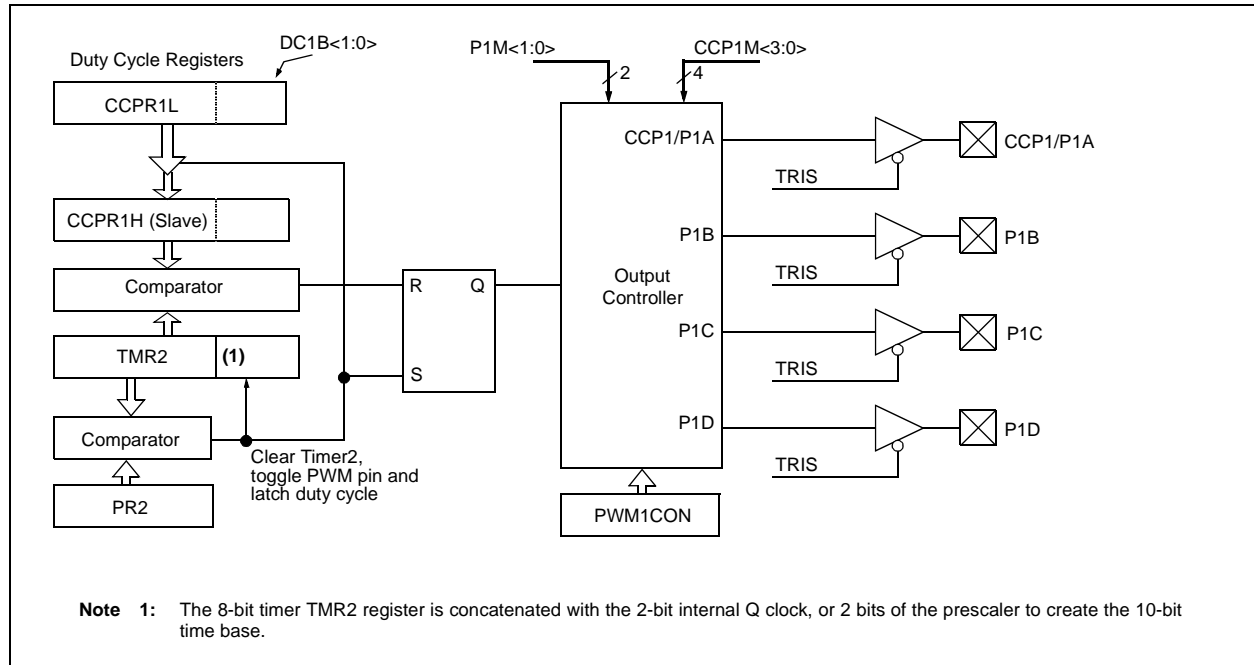 DC1B<1:0>
Duty Cycle Registers
CCPR1L
CCPR1H (Slave)
Comparator
TMR2
(1)
Comparator
PR2
Clear Timer2,
toggle PWM pin and
latch duty cycle
R
Q
S
P1M<1:0>
2
CCP1M<3:0>
4
CCP1/P1A
P1B
Output
Controller
P1C
P1D
PWM1CON
TRIS
CCP1/P1A
TRIS
P1B
TRIS
P1C
TRIS
P1D
Note 1: The 8-bit timer TMR2 register is concatenated with the 2-bit internal Q clock, or 2 bits of the prescaler to create the 10-bit
time base.